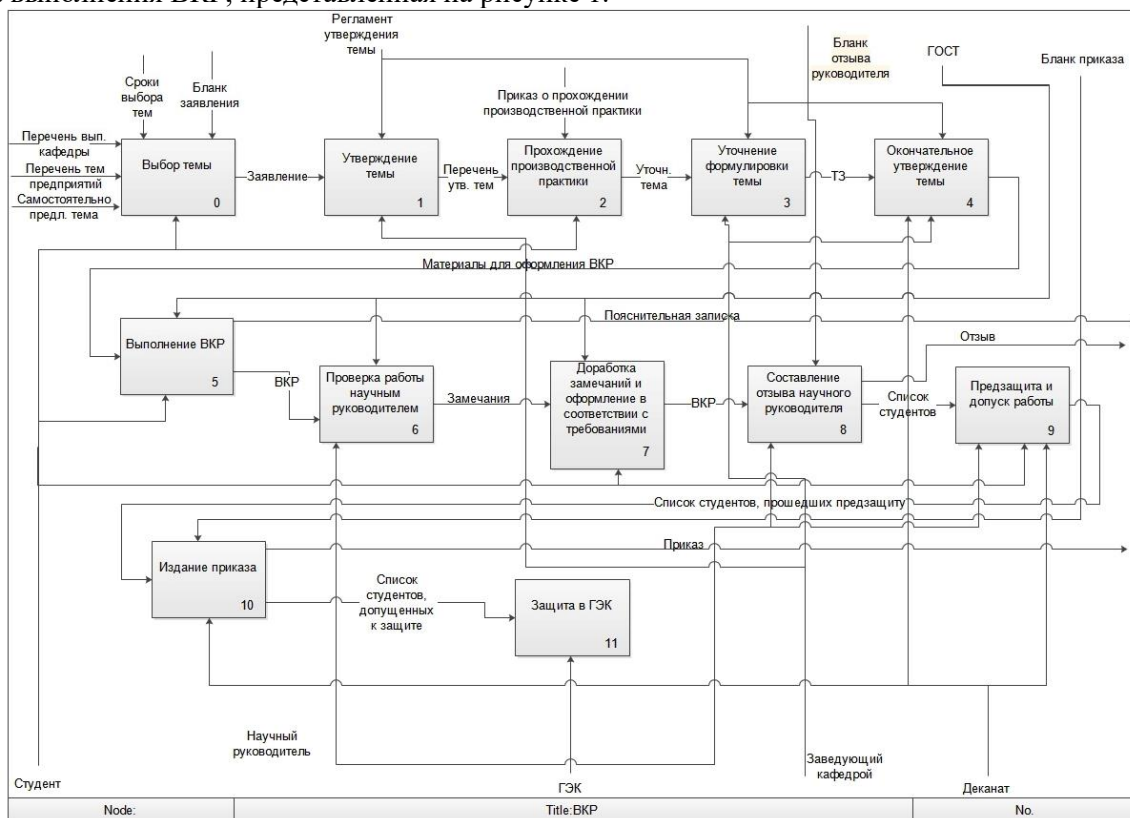 выполнения ВКР, представленная на рисунке 1.
Регламент
утверждения
темы
Бланк
отзыва
руководителя
ГОСТ
Бланк приказа
Сроки
выбора
тем
Бланк
заявления
Приказ о прохождении
производственной практики
Перечень вып.
кафедры
Перечень тем
предприятий
Самостоятельно
предл. тема
Выбор темы
0
Заявление
Утверждение
темы
1
Перечень
утв. тем
Прохождение
производственной
практики
2
Уточн.
тема
Уточнение
формулировки
темы
3
ТЗ
Окончательное
утверждение
темы
4
Материалы для оформления ВКР
Пояснительная записка
Выполнение ВКР
5
ВКР
Проверка работы
научным
руководителем
6
Замечания
Доработка
замечаний и
оформление в
соответствии с
требованиями
7
ВКР
Составление
отзыва научного
руководителя
8
Отзыв
Список
студентов
Предзащита и
допуск работы
9
Список студентов, прошедших предзащиту
Приказ
Издание приказа
10
Список
студентов,
допущенных
к защите
Защита в ГЭК
11
Научный
руководитель
Студент
ГЭК
Заведующий
кафедрой
Деканат
Node:
Title:ВКР
No.